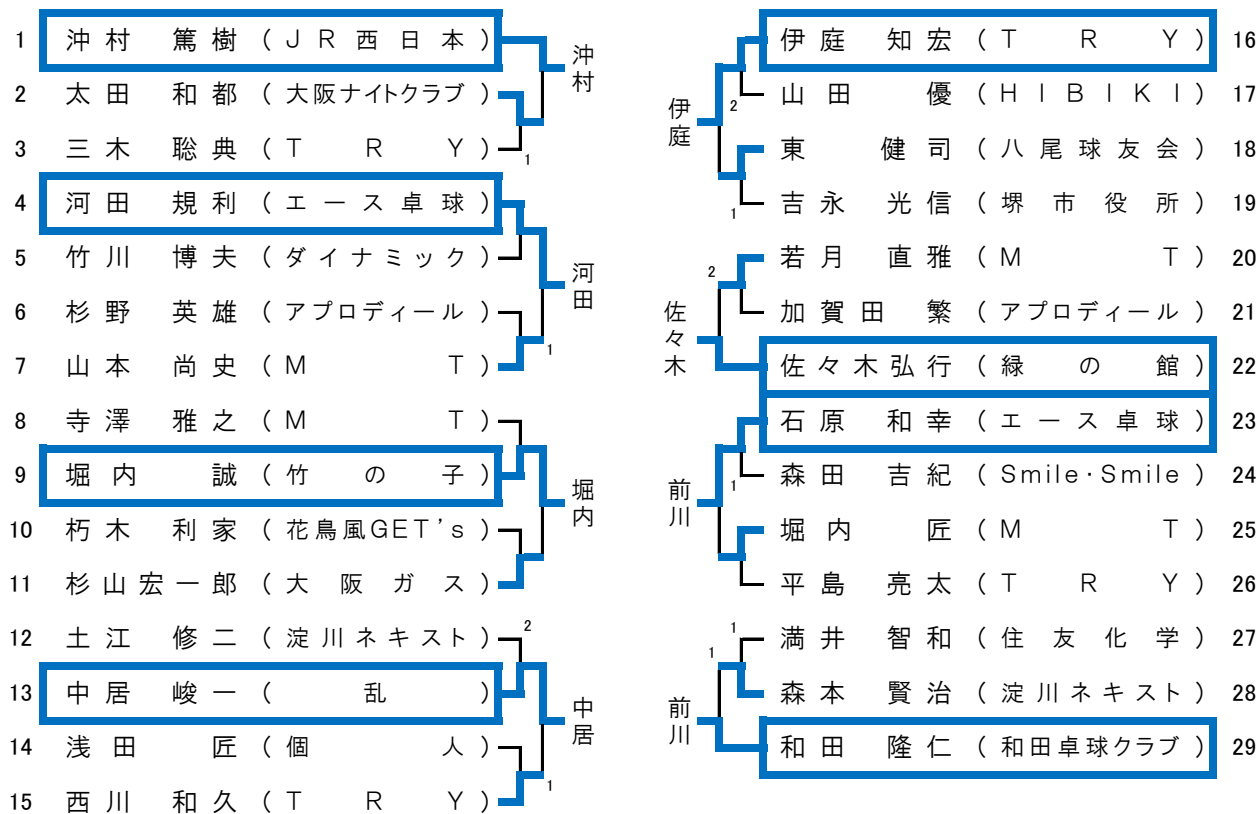 1 沖村 篤樹 (JR西日本)
2 太田 和都 (大阪ナイトクラブ)
3 三木 聡典 (TRY)
1
沖村
4 河田 規利 (エース卓球)
5 竹川 博夫 (ダイナミック)
6 杉野 英雄 (アプロディール)
7 山本 尚史 (MT)
1
河田
8 寺澤 雅之 (MT)
9 堀内 誠 (竹の子)
10 朽木 利家 (花鳥風GET's)
11 杉山宏一郎 (大阪ガス)
堀内
12 土江 修二 (淀川ネキスト)
2
13 中居 峻一 (乱)
14 浅田 匠 (個人)
15 西川 和久 (TRY)
1
中居
伊庭 知宏 (TRY) 16
2
山田 優 (HIBIKI) 17
東 健司 (八尾球友会) 18
1
吉永 光信 (堺市役所) 19
伊庭
2
若月 直雅 (MT) 20
加賀田 繁 (アプロディール) 21
佐々木弘行 (緑の館) 22
佐々木
石原 和幸 (エース卓球) 23
1
森田 吉紀 (Smile・Smile) 24
堀内 匠 (MT) 25
平島 亮太 (TRY) 26
前川
1
満井 智和 (住友化学) 27
1
森本 賢治 (淀川ネキスト) 28
和田 隆仁 (和田卓球クラブ) 29
前川